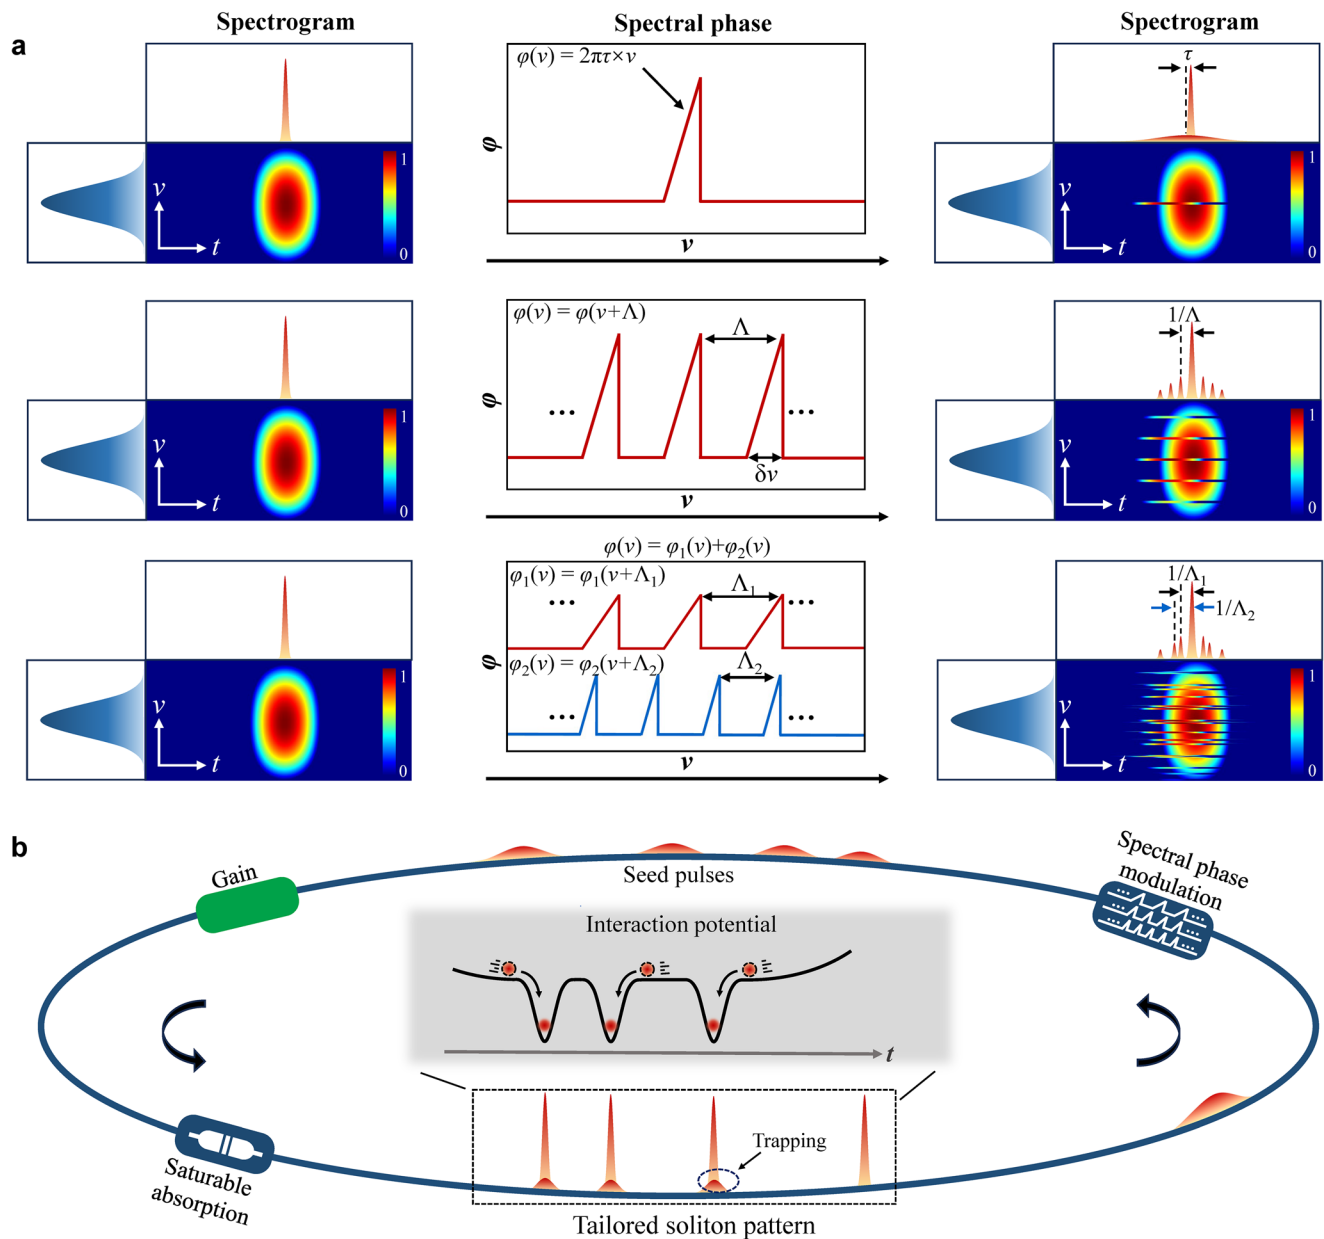 Spectrogram
Spectral phase
Spectrogram
a
v
t
1
0
φ(v) = 2πτ×v
φ
v
τ
v
t
1
0
v
t
1
0
φ(v) = φ(v+Λ)
Λ
...
...
φ
δv
v
1/Λ
v
t
1
0
v
t
1
0
φ(v) = φ₁(v)+φ₂(v)
φ₁(v) = φ₁(v+Λ₁)
Λ₁
...
...
φ
φ₂(v) = φ₂(v+Λ₂)
Λ₂
...
...
v
1/Λ₁
1/Λ₂
v
t
1
0
b
Gain
Seed pulses
Spectral phase
modulation
Interaction potential
t
Trapping
Saturable
absorption
Tailored soliton pattern